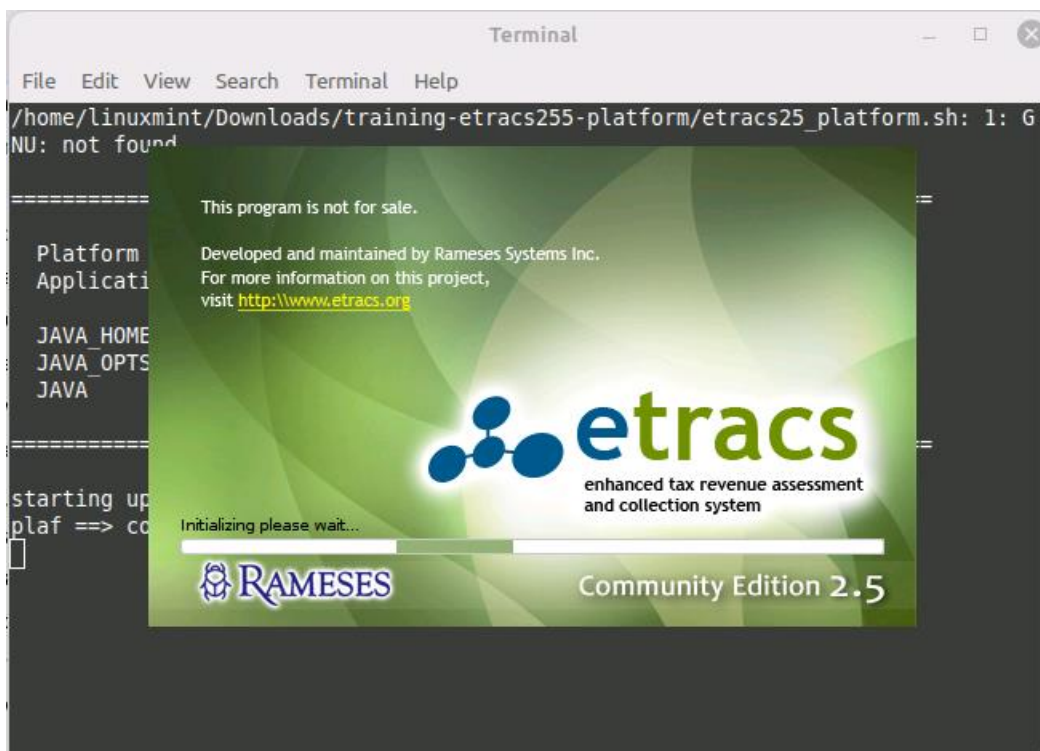 Terminal
File Edit View Search Terminal Help
/home/linuxmint/Downloads/training-etracs255-platform/etracs25_platform.sh: 1: G
NU: not found
===========
This program is not for sale.
Platform
Developed and maintained by Rameses Systems Inc.
Applicati
For more information on this project,
visit http:\\www.etracs.org
JAVA_HOME
JAVA_OPTS
JAVA
etracs
enhanced tax revenue assessment
and collection system
starting up
plaf ==> co
Initializing please wait...
RAMESES
Community Edition 2.5